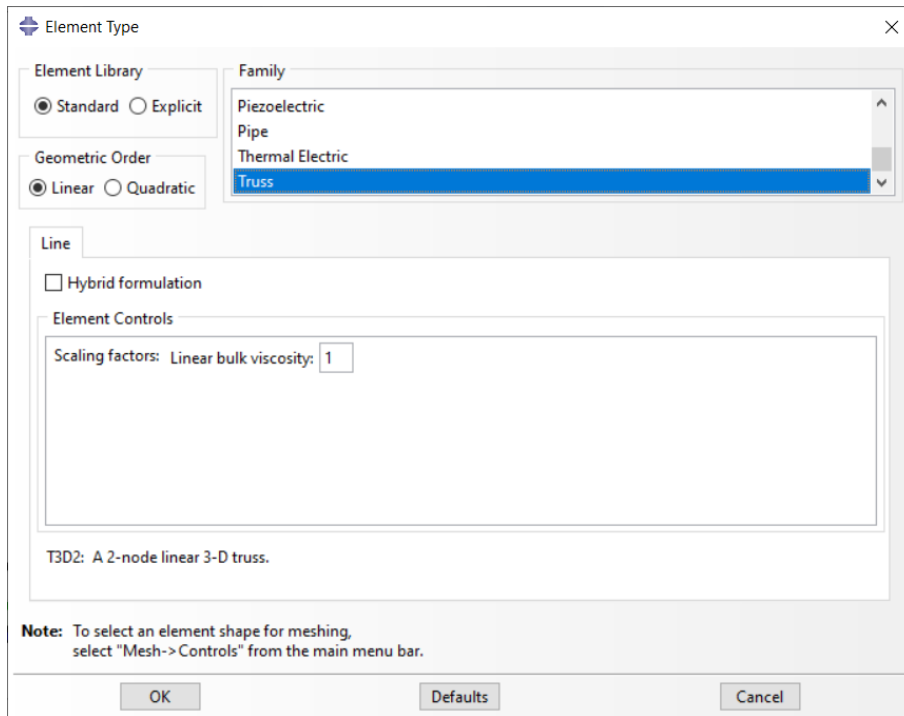 Element Type
Element Library
Standard Explicit
Geometric Order
Linear Quadratic
Family
Piezoelectric
Pipe
Thermal Electric
Truss
Line
Hybrid formulation
Element Controls
Scaling factors: Linear bulk viscosity: 1
T3D2: A 2-node linear 3-D truss.
Note: To select an element shape for meshing,
select "Mesh->Controls" from the main menu bar.
OK Defaults Cancel